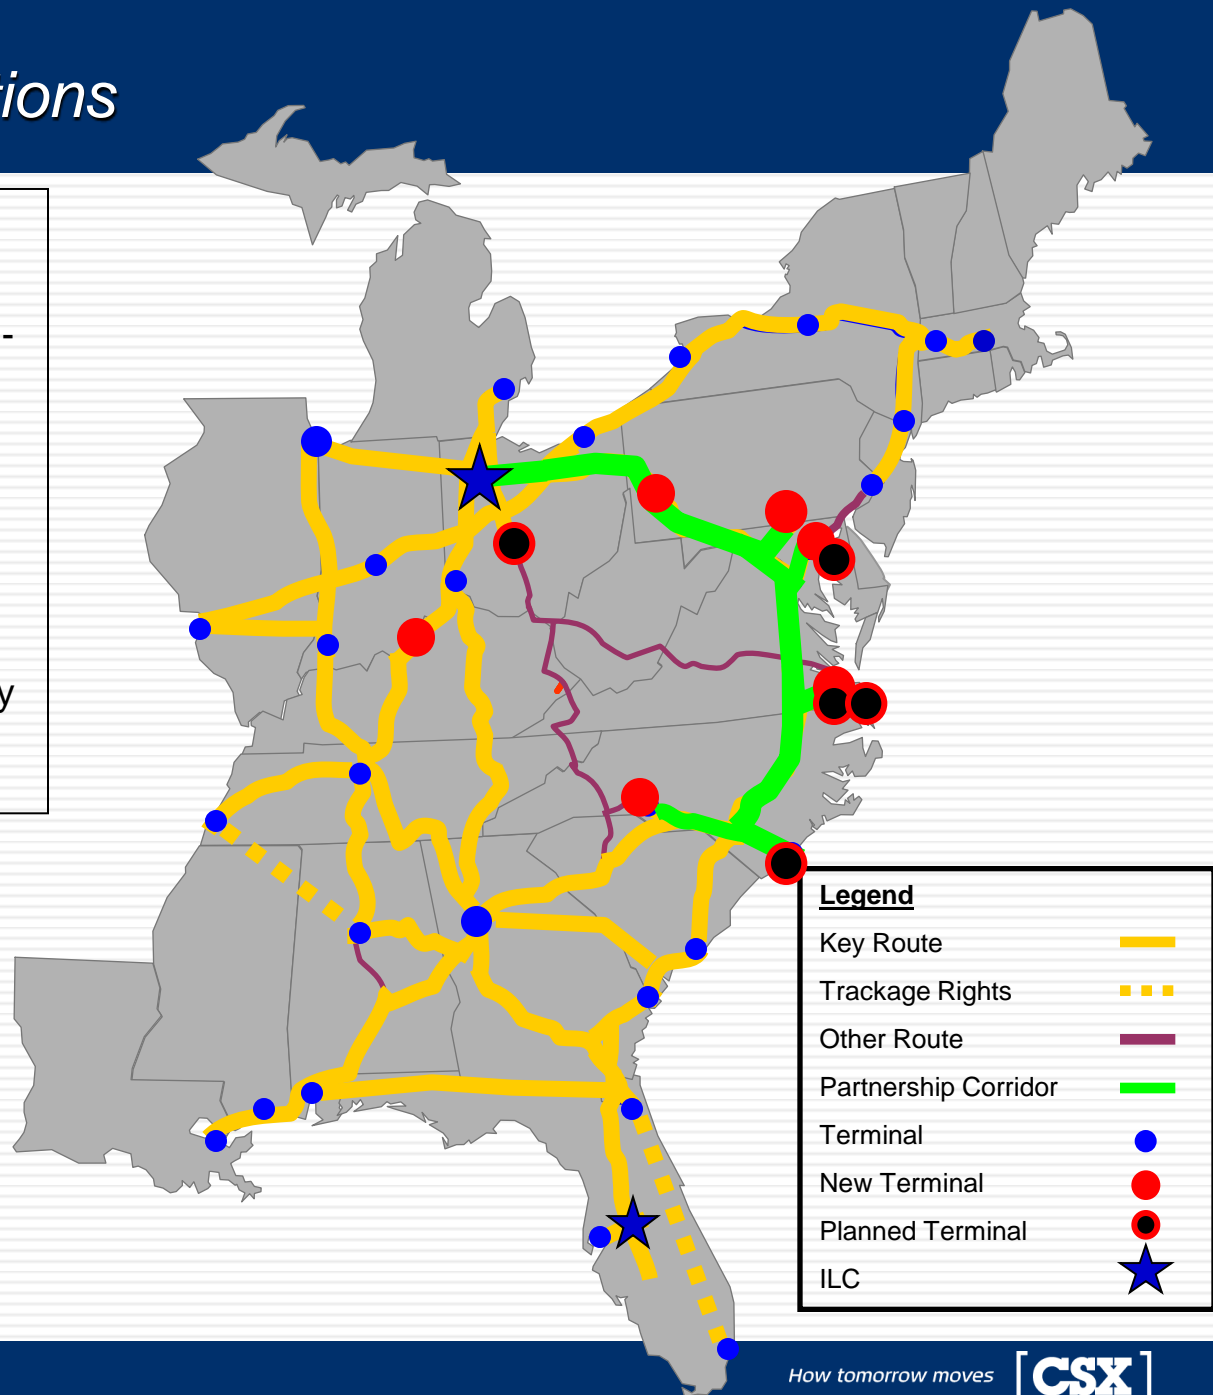 tions
-
y
Legend
Key Route
Trackage Rights
Other Route
Partnership Corridor
Terminal
New Terminal
Planned Terminal
ILC
How tomorrow moves [CSX]